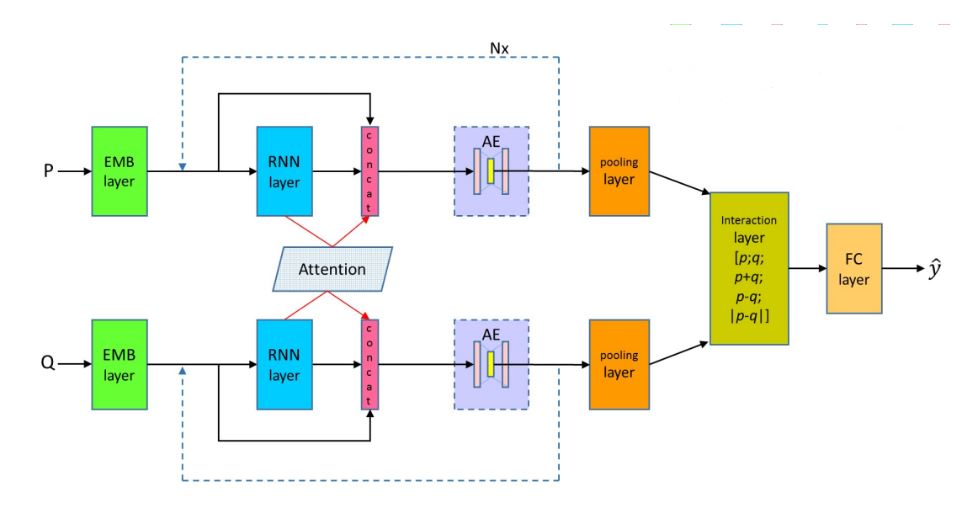 Nx
P
EMB
layer
RNN
layer
concat
AE
pooling
layer
Attention
Interaction
layer
[p;q;
p+q;
p-q;
|p-q|]
FC
layer
ŷ
Q
EMB
layer
RNN
layer
concat
AE
pooling
layer